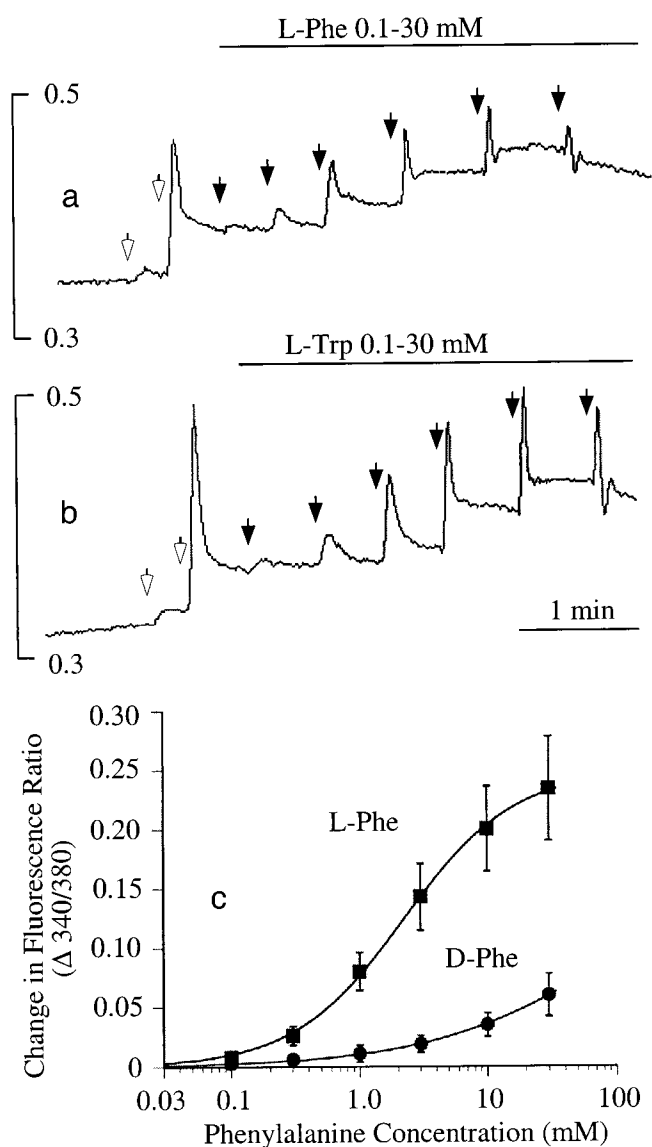 L-Phe 0.1-30 mM
0.5
a
0.3
L-Trp 0.1-30 mM
0.5
b
1 min
0.3
Change in Fluorescence Ratio
(Δ 340/380)
0.30
0.25
0.20
0.15
0.10
0.05
0
L-Phe
c
D-Phe
0.03 0.1 1.0 10 100
Phenylalanine Concentration (mM)